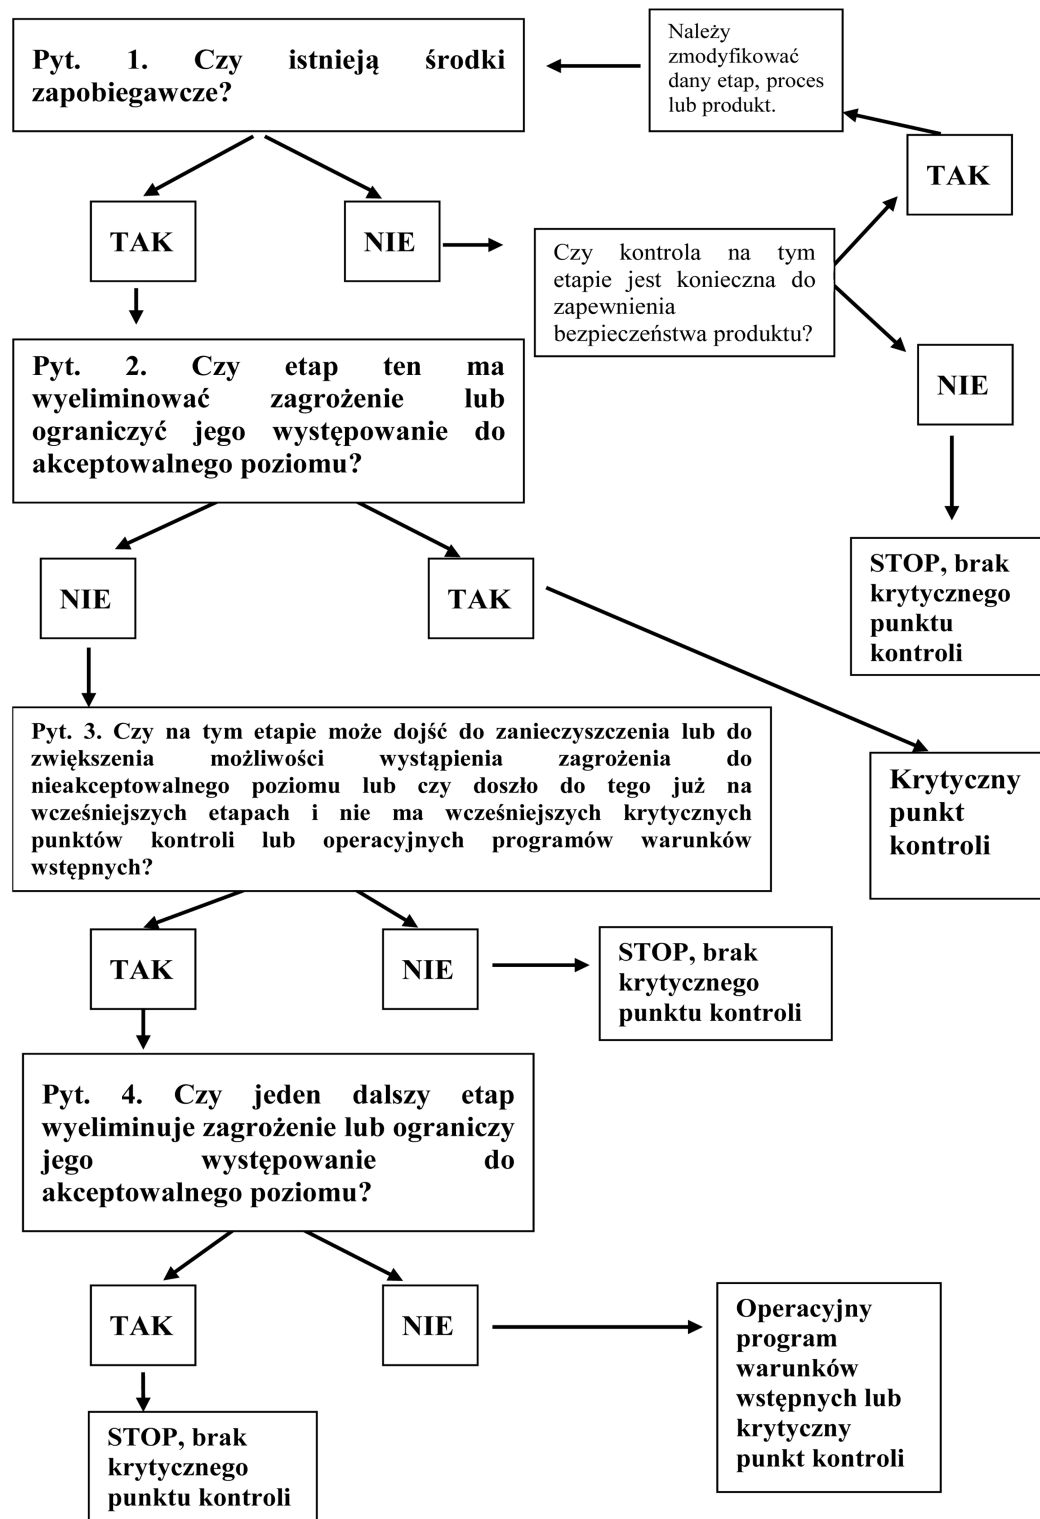 Pyt. 1. Czy istnieją środki
zapobiegawcze?
Należy
zmodyfikować
dany etap, proces
lub produkt.
TAK
TAK
NIE
Czy kontrola na tym
etapie jest konieczna do
zapewnienia
bezpieczeństwa produktu?
NIE
Pyt. 2. Czy etap ten ma
wyeliminować zagrożenie lub
ograniczyć jego występowanie do
akceptowalnego poziomu?
STOP, brak
krytycznego
punktu
kontroli
NIE
TAK
Pyt. 3. Czy na tym etapie może dojść do zanieczyszczenia lub do
zwiększenia możliwości wystąpienia zagrożenia do
nieakceptowalnego poziomu lub czy doszło do tego już na
wcześniejszych etapach i nie ma wcześniejszych krytycznych
punktów kontroli lub operacyjnych programów warunków
wstępnych?
Krytyczny
punkt
kontroli
TAK
NIE
STOP, brak
krytycznego
punktu kontroli
Pyt. 4. Czy jeden dalszy etap
wyeliminuje zagrożenie lub ograniczy
jego występowanie do
akceptowalnego poziomu?
TAK
NIE
Operacyjny
program
warunków
wstępnych lub
krytyczny
punkt kontroli
STOP, brak
krytycznego
punktu kontroli